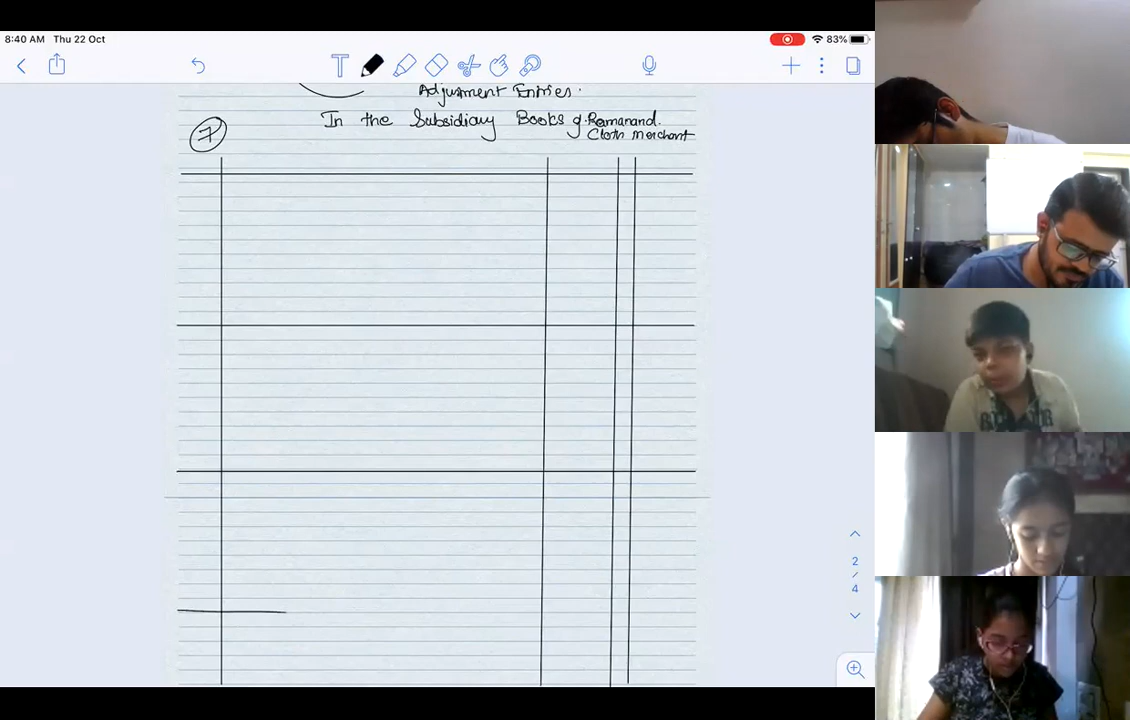 8:40 AM Thu 22 Oct
83%
Adjustment Entries.
7
In the Subsidiary Books of Ramanand.
Cloth Merchant
2
/
4